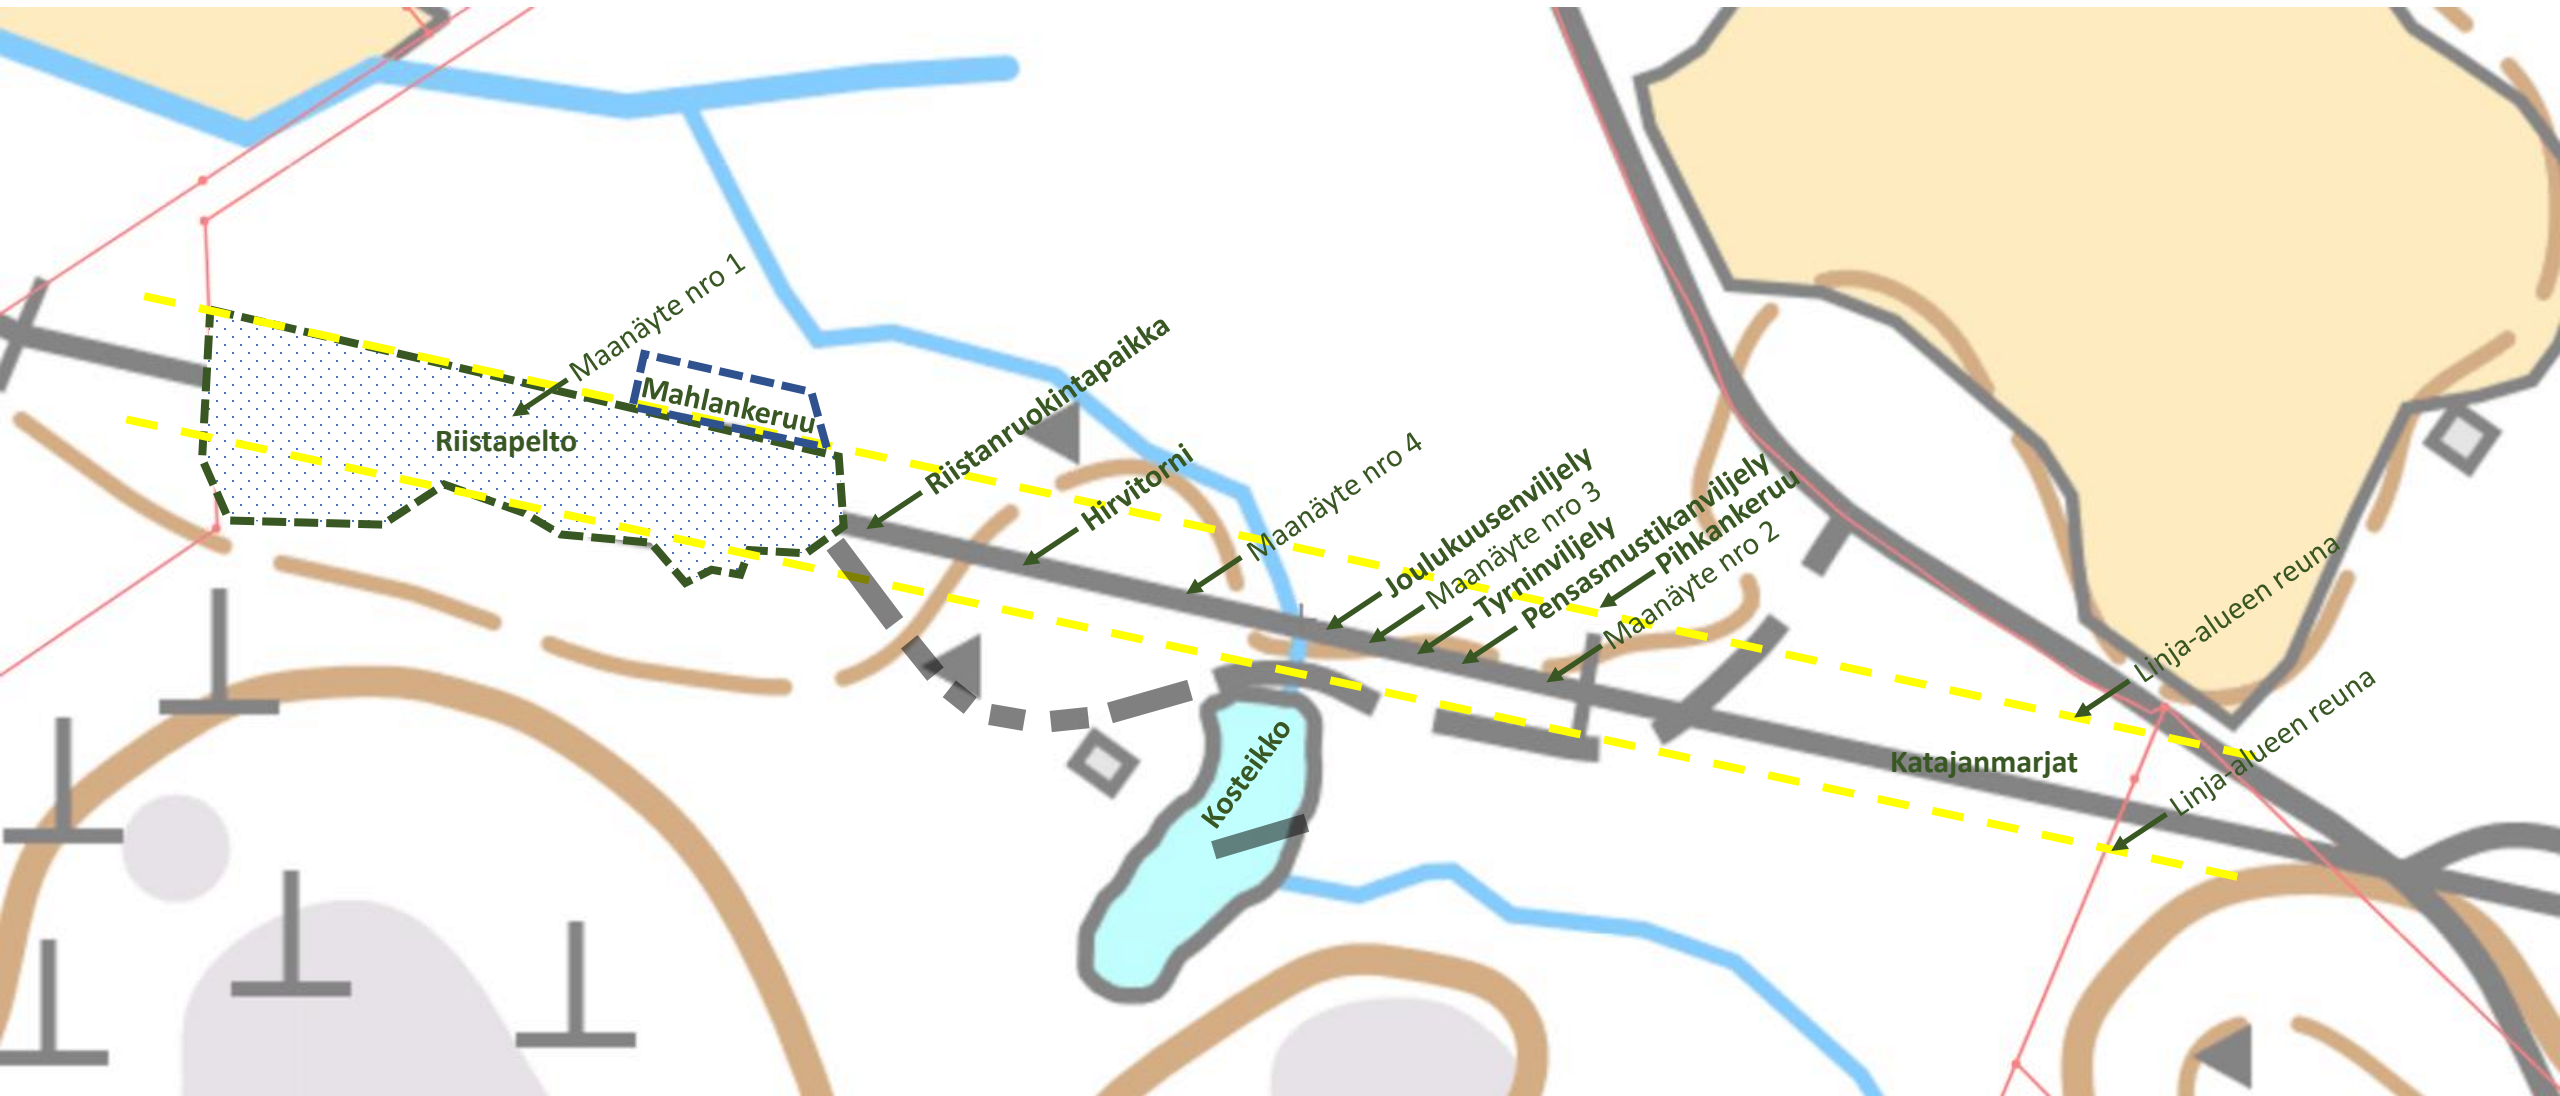 Maanäyte nro 1
Mahlankeruu
Riistapelto
Riistanruokintapaikka
Hirvitorni
Maanäyte nro 4
Joulukuusenviljely
Maanäyte nro 3
Tyrninviljely
Pensasmustikanviljely
Pihkankeruu
Maanäyte nro 2
Linja-alueen reuna
Linja-alueen reuna
Katajanmarjat
Kosteikko